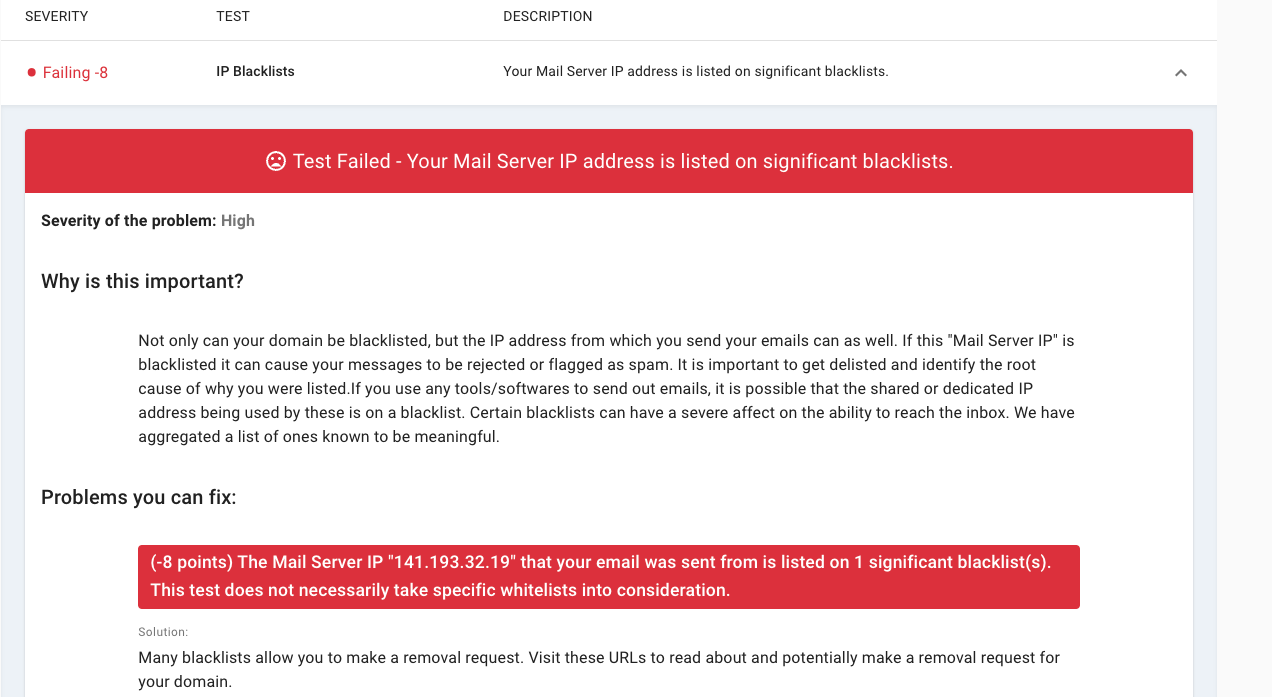 SEVERITY TEST DESCRIPTION
Failing -8 IP Blacklists Your Mail Server IP address is listed on significant blacklists.
Test Failed - Your Mail Server IP address is listed on significant blacklists.
Severity of the problem: High
Why is this important?
Not only can your domain be blacklisted, but the IP address from which you send your emails can as well. If this "Mail Server IP" is
blacklisted it can cause your messages to be rejected or flagged as spam. It is important to get delisted and identify the root
cause of why you were listed.If you use any tools/softwares to send out emails, it is possible that the shared or dedicated IP
address being used by these is on a blacklist. Certain blacklists can have a severe affect on the ability to reach the inbox. We have
aggregated a list of ones known to be meaningful.
Problems you can fix:
(-8 points) The Mail Server IP "141.193.32.19" that your email was sent from is listed on 1 significant blacklist(s).
This test does not necessarily take specific whitelists into consideration.
Solution:
Many blacklists allow you to make a removal request. Visit these URLs to read about and potentially make a removal request for
your domain.